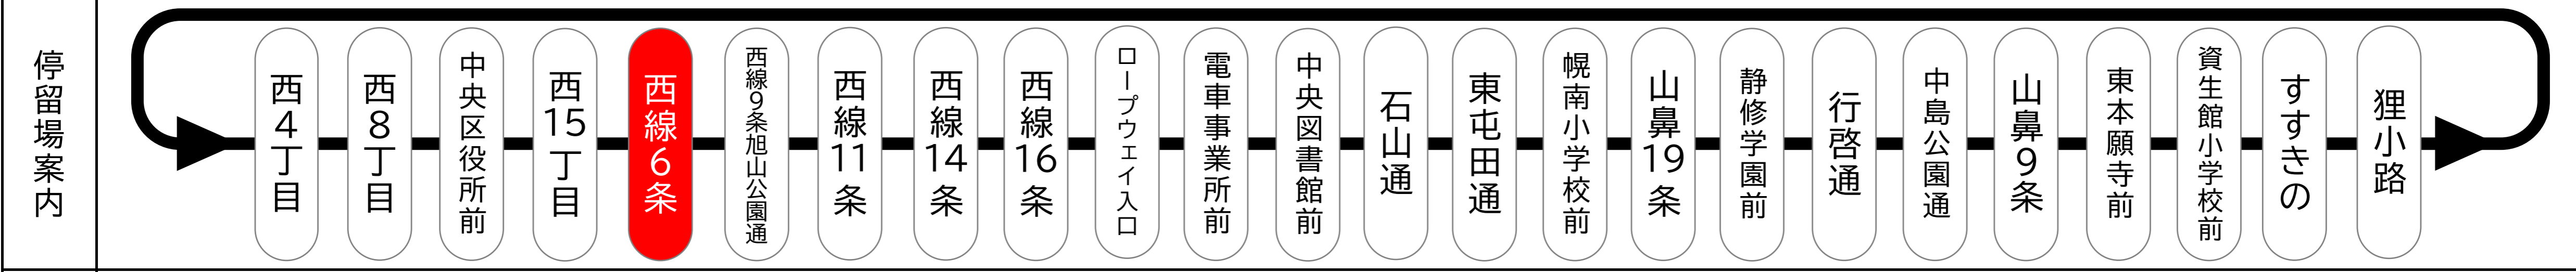 停留場案内
西4丁目
西8丁目
中央区役所前
西15丁目
西線6条
西線9条旭山公園通
西線11条
西線14条
西線16条
ロープウェイ入口
電車事業所前
中央図書館前
石山通
東屯田通
幌南小学校前
山鼻19条
静修学園前
行啓通
中島公園通
山鼻9条
東本願寺前
資生館小学校前
すすきの
狸小路